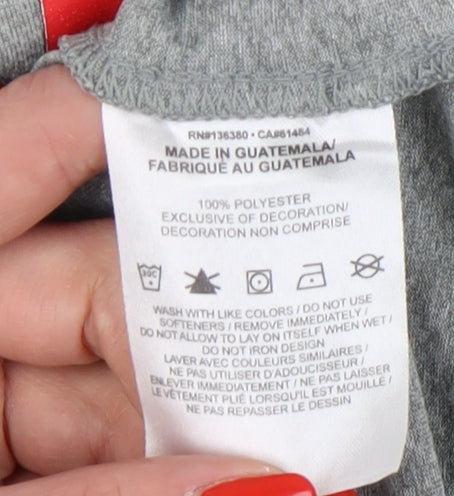 RN#136380 • CA#61464
MADE IN GUATEMALA/
FABRIQUÉ AU GUATEMALA
100% POLYESTER
EXCLUSIVE OF DECORATION/
DECORATION NON COMPRISE
30C
WASH WITH LIKE COLORS / DO NOT USE
SOFTENERS / REMOVE IMMEDIATELY /
DO NOT ALLOW TO LAY ON ITSELF WHEN WET /
DO NOT IRON DESIGN
LAVER AVEC COULEURS SIMILAIRES /
NE PAS UTILISER D'ADOUCISSEUR /
ENLEVER IMMEDIATEMENT / NE PAS LAISSER
LE VÊTEMENT PLIÉ LORSQU'IL EST MOUILLÉ /
NE PAS REPASSER LE DESSIN